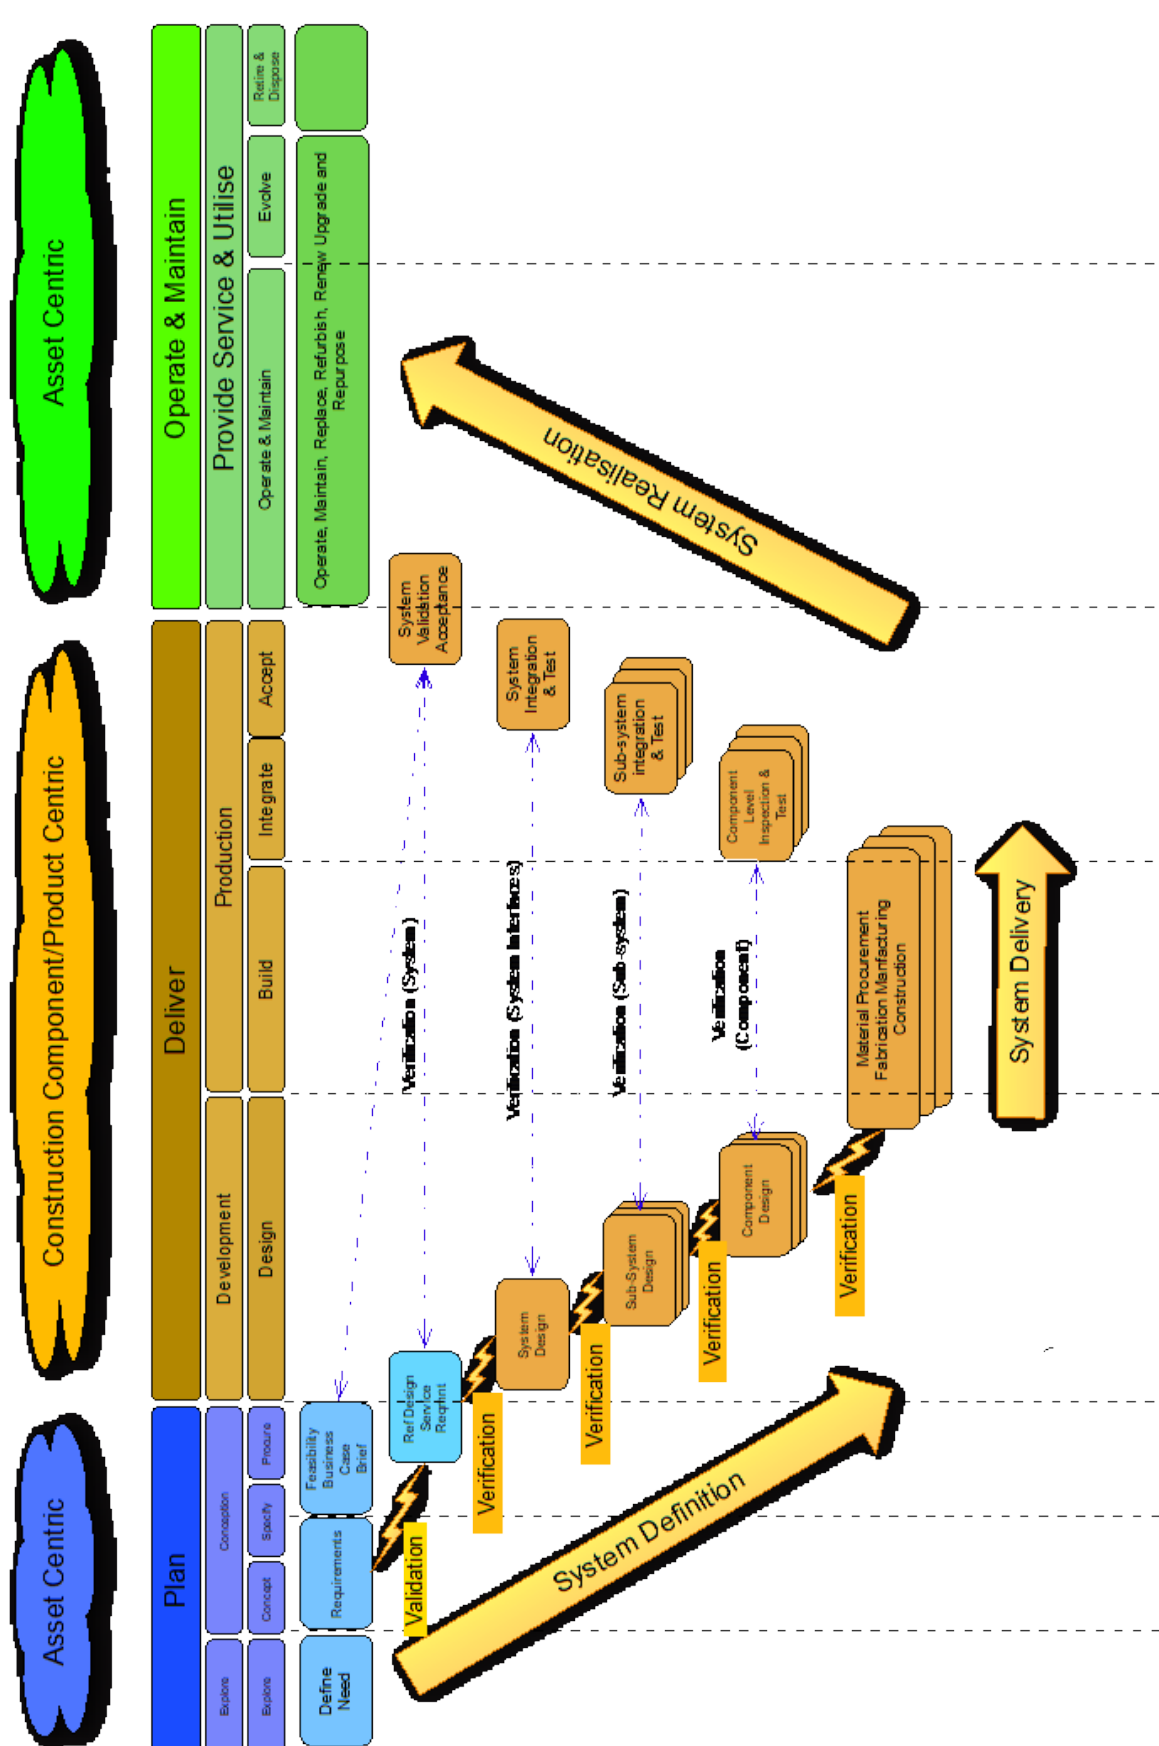 Asset Centric
Construction Component/Product Centric
Asset Centric
Plan
Deliver
Operate & Maintain
Explore
Conception
Development
Production
Provide Service & Utilise
Explore
Concept
Specify
Procure
Design
Build
Integrate
Accept
Operate & Maintain
Evolve
Retire &
Dispose
Define
Need
Requirements
Feasibility
Business
Case
Brief
Operate, Maintain, Replace, Refurbish, Renew Upgrade and
Repurpose
Validation
Ref Design
Service
Reqmnt
Verification (System)
System
Validation
Acceptance
Verification
System
Design
Verification (System Interfaces)
System
Integration
& Test
Verification
Sub-System
Design
Verification (Sub-system)
Sub-system
integration
& Test
Verification
Component
Design
Verification
(Component)
Component
Level
Inspection &
Test
Verification
Material Procurement
Fabrication Manfacturing
Construction
System Definition
System Delivery
System Realisation